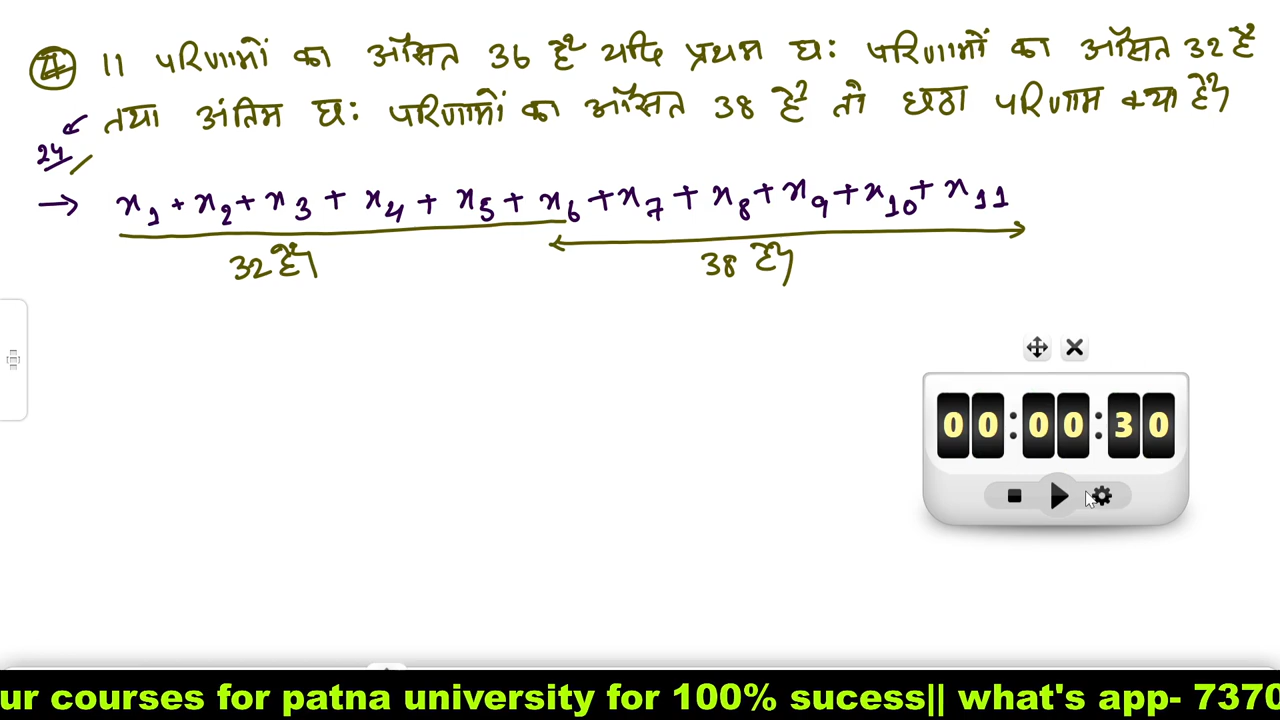 ④ 11 परिणामों का औसत 36 है यदि प्रथम छः परिणामों का औसत 32 है
तथा अंतिम छः परिणामों का औसत 38 है तो छठा परिणाम क्या है?
24
→ x₁ + x₂ + x₃ + x₄ + x₅ + x₆ + x₇ + x₈ + x₉ + x₁₀ + x₁₁
32 है। 38 है।
00:00:30
ur courses for patna university for 100% sucess|| what's app- 7370